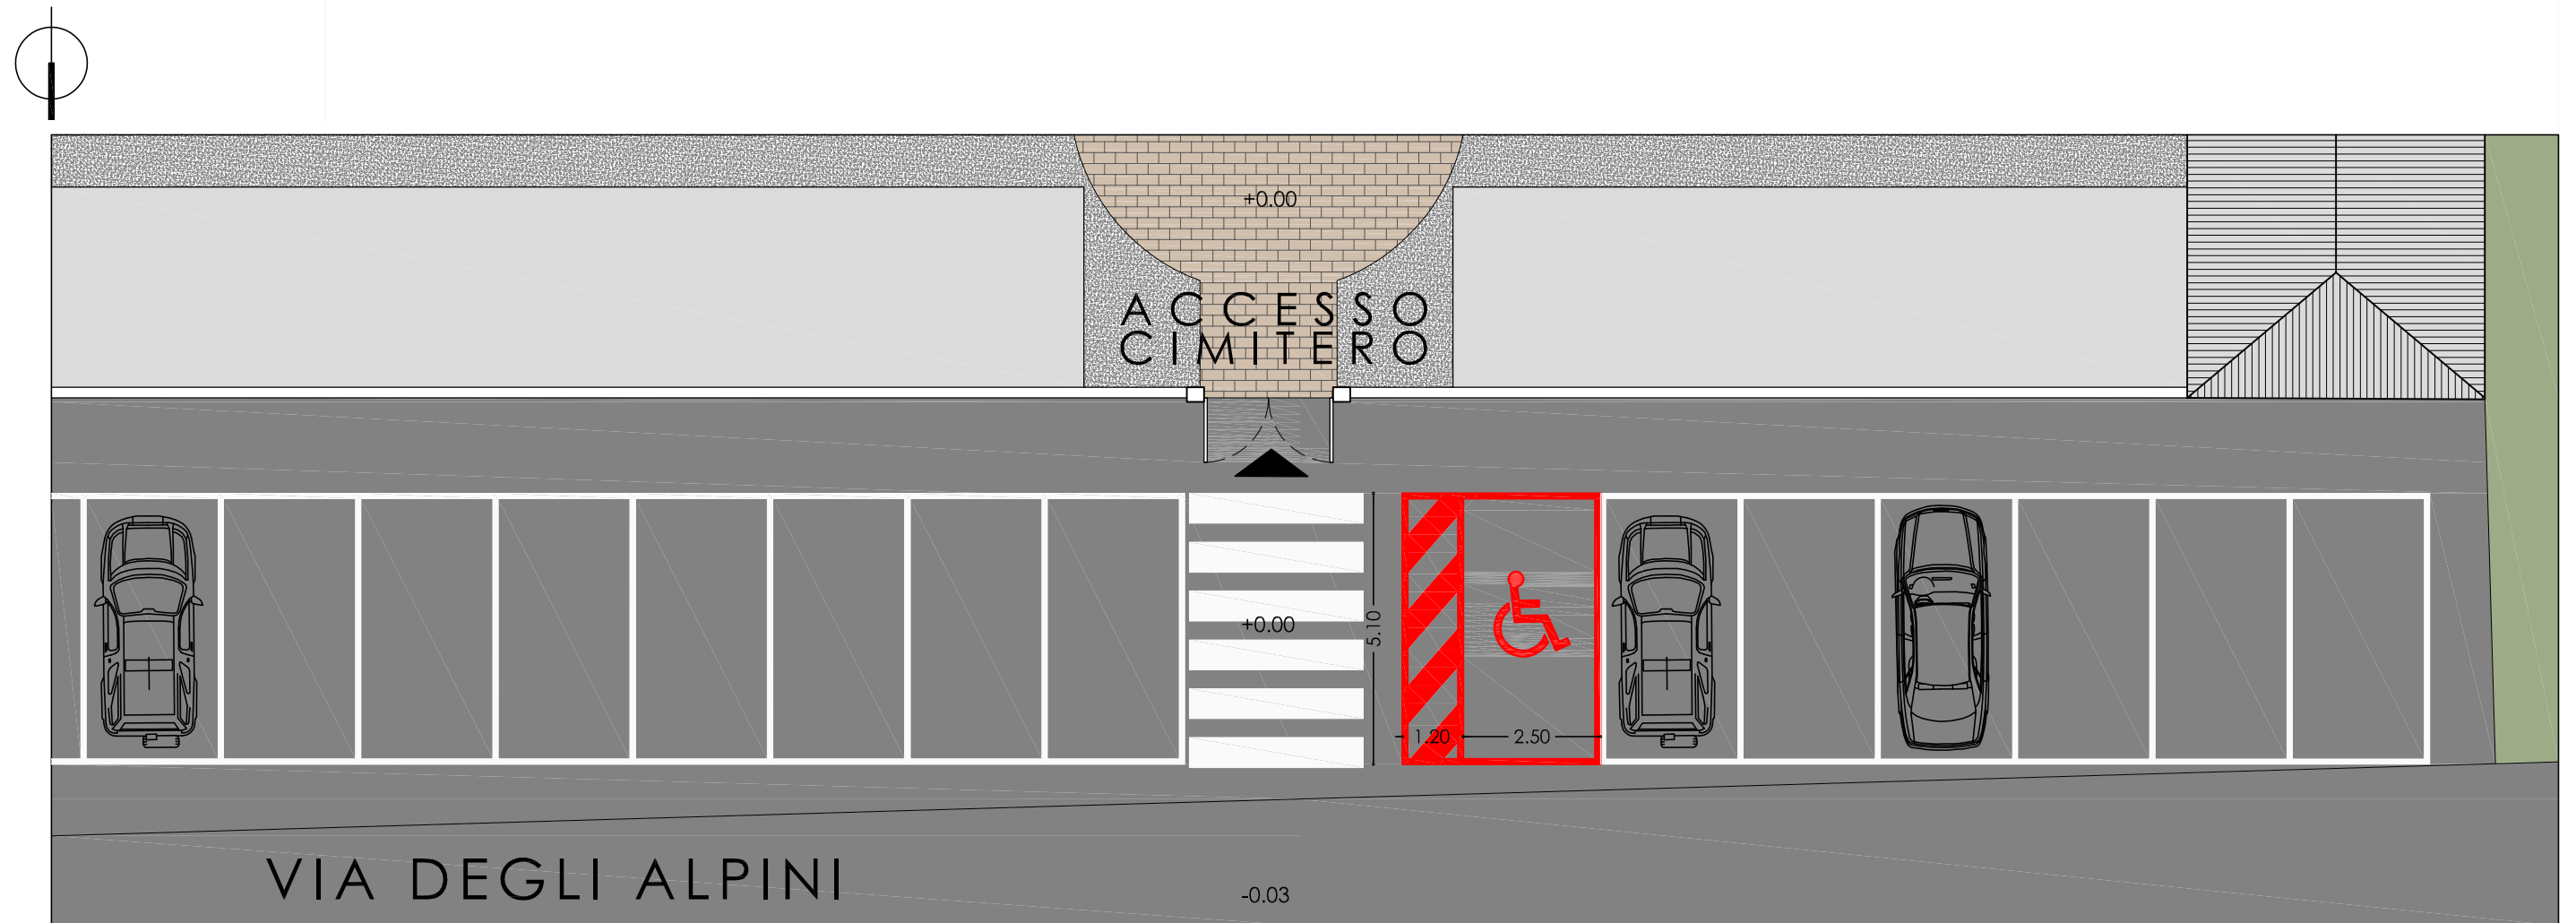 +0.00
ACCESSO
CIMITERO
+0.00
5.10
1.20
2.50
VIA DEGLI ALPINI
-0.03